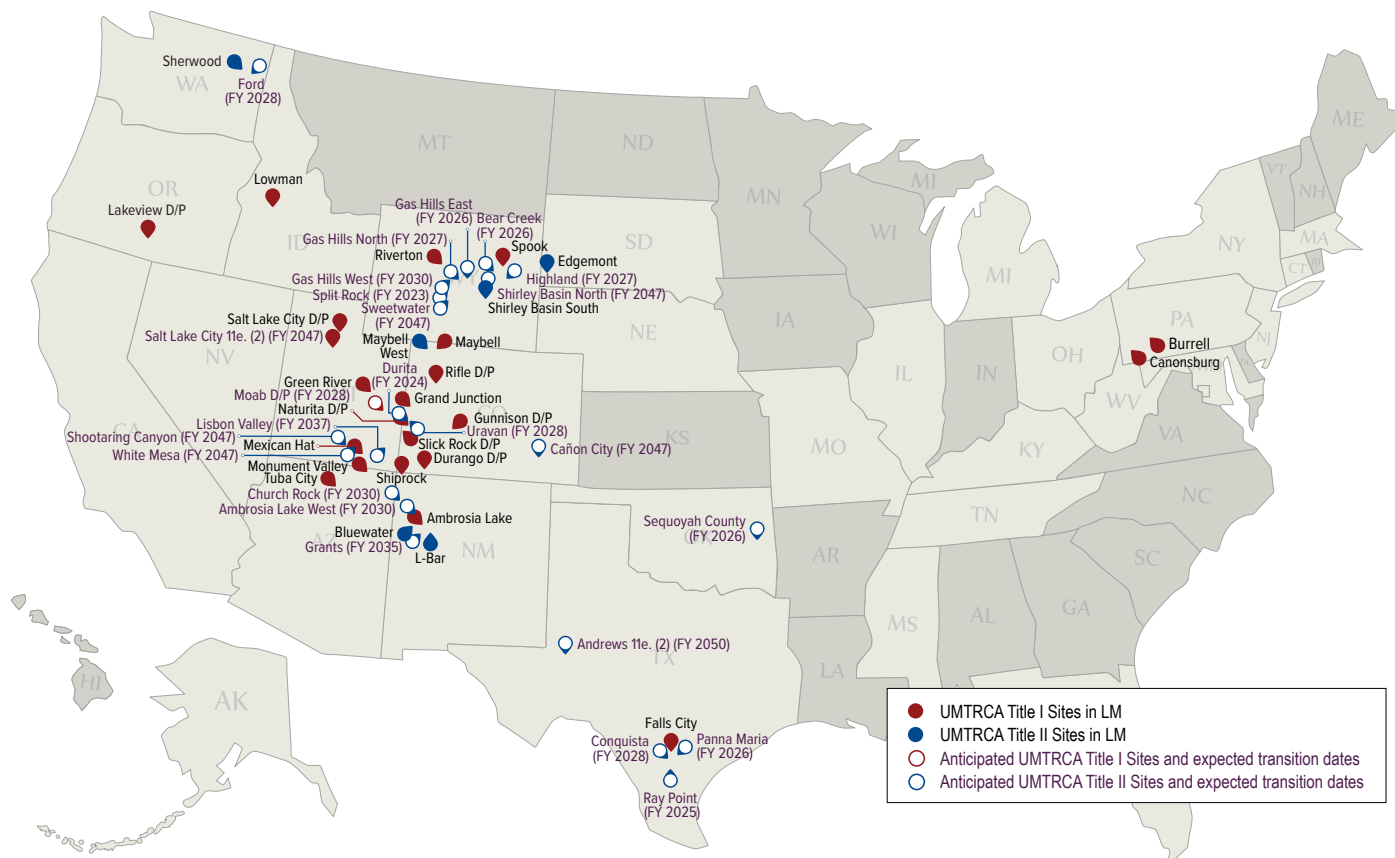 Sherwood
WA
Ford
(FY 2028)
MT
ND
ME
VT
NH
OR
Lowman
Lakeview D/P
ID
MN
MI
WI
SD
NY
MA
CT
RI
MI
Gas Hills East
(FY 2026)
Bear Creek
(FY 2026)
Gas Hills North (FY 2027)
Spook
Riverton
Edgemont
Gas Hills West (FY 2030)
Highland (FY 2027)
Split Rock (FY 2023)
Shirley Basin North (FY 2047)
Sweetwater
(FY 2047)
Shirley Basin South
Salt Lake City D/P
Salt Lake City 11e. (2) (FY 2047)
IA
NE
PA
NJ
Burrell
Canonsburg
NV
Maybell
West
Maybell
Durita
(FY 2024)
Rifle D/P
IL
IN
OH
Green River
Moab D/P (FY 2028)
Grand Junction
Naturita D/P
CO
Gunnison D/P
WV
CA
Lisbon Valley (FY 2037)
Uravan (FY 2028)
KS
MO
KY
VA
Shootaring Canyon (FY 2047)
Mexican Hat
Slick Rock D/P
Cañon City (FY 2047)
White Mesa (FY 2047)
Durango D/P
Monument Valley
Tuba City
Shiprock
Church Rock (FY 2030)
NC
Ambrosia Lake West (FY 2030)
Ambrosia Lake
TN
Sequoyah County
(FY 2026)
OK
Bluewater
AZ
Grants (FY 2035)
L-Bar
NM
AR
SC
MS
AL
GA
Andrews 11e. (2) (FY 2050)
TX
LA
HI
AK
Falls City
Conquista
(FY 2028)
Panna Maria
(FY 2026)
Ray Point
(FY 2025)
UMTRCA Title I Sites in LM
UMTRCA Title II Sites in LM
Anticipated UMTRCA Title I Sites and expected transition dates
Anticipated UMTRCA Title II Sites and expected transition dates